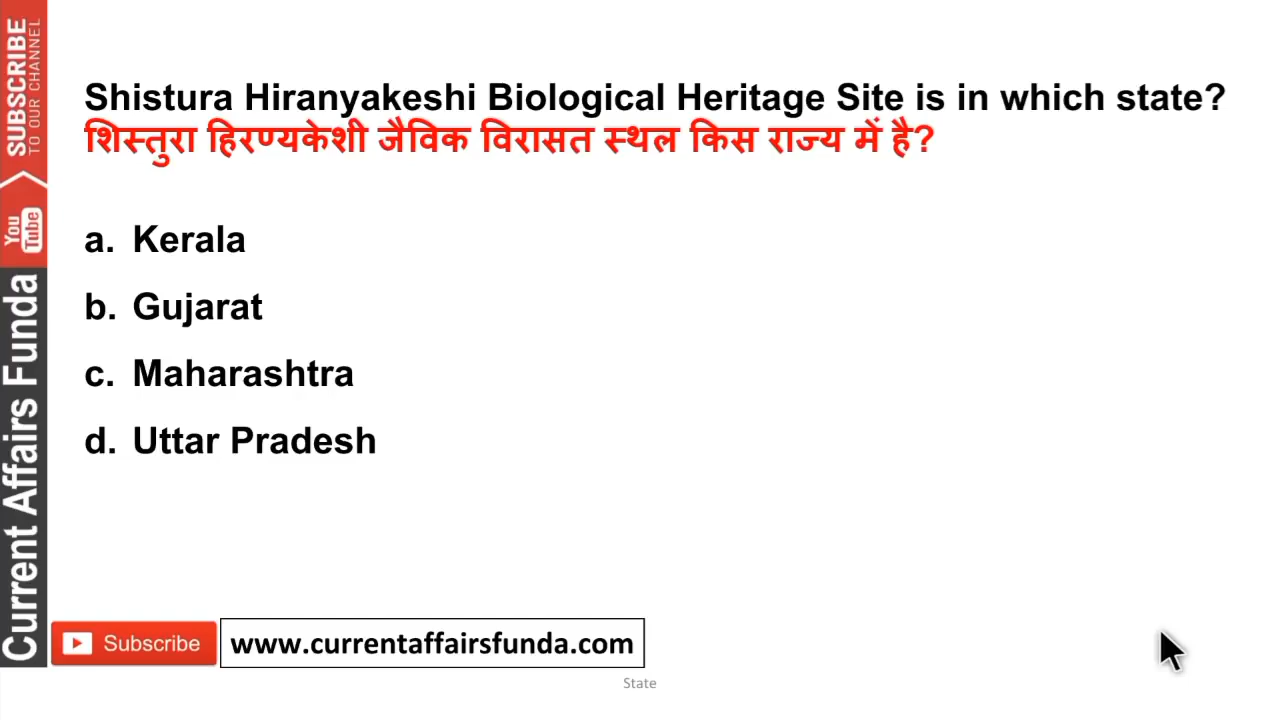 Shistura Hiranyakeshi Biological Heritage Site is in which state?
शिस्तुरा हिरण्यकेशी जैविक विरासत स्थल किस राज्य में है?
a. Kerala
b. Gujarat
c. Maharashtra
d. Uttar Pradesh
SUBSCRIBE
TO OUR CHANNEL
You
Tube
Current Affairs Funda
Subscribe
www.currentaffairsfunda.com
State